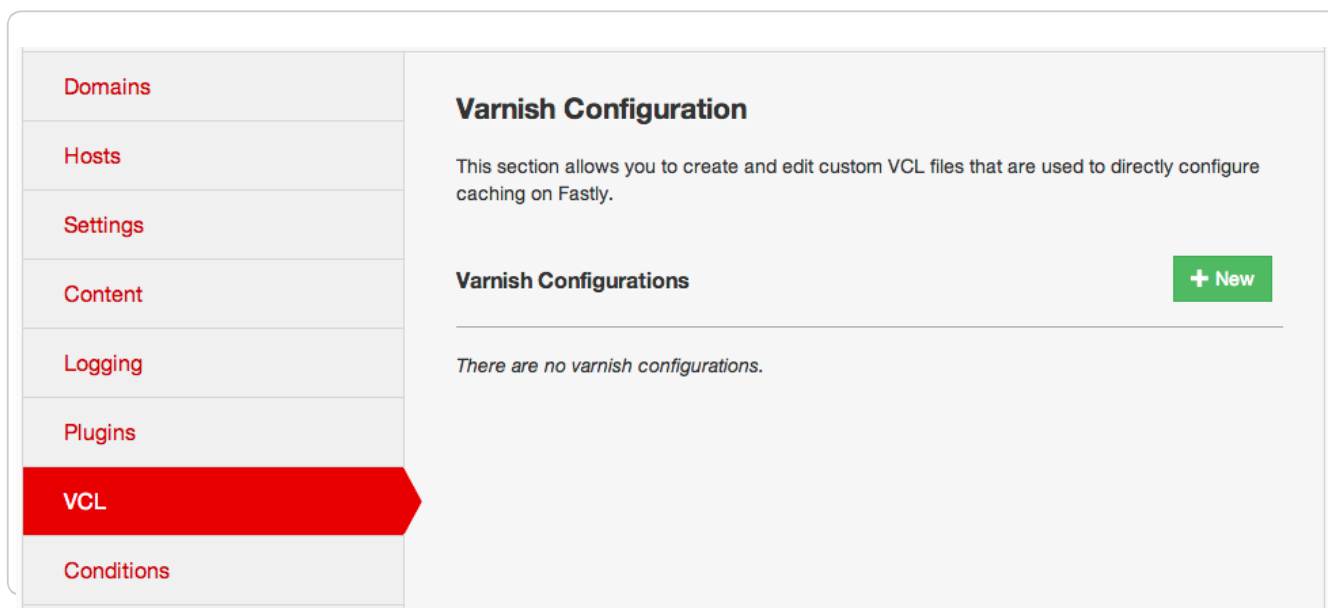 Domains
Hosts
Settings
Content
Logging
Plugins
VCL
Conditions
Varnish Configuration
This section allows you to create and edit custom VCL files that are used to directly configure
caching on Fastly.
Varnish Configurations
+ New
There are no varnish configurations.